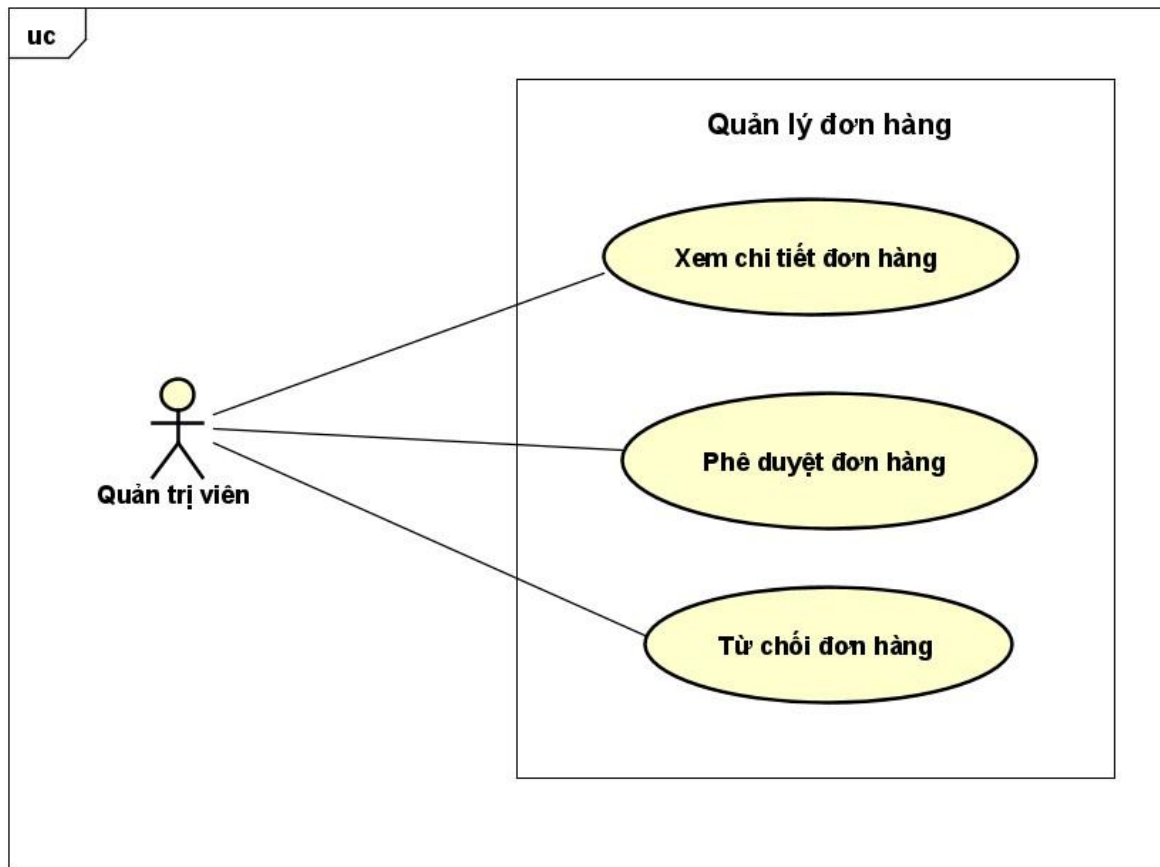 uc
Quản lý đơn hàng
Xem chi tiết đơn hàng
Phê duyệt đơn hàng
Quản trị viên
Từ chối đơn hàng